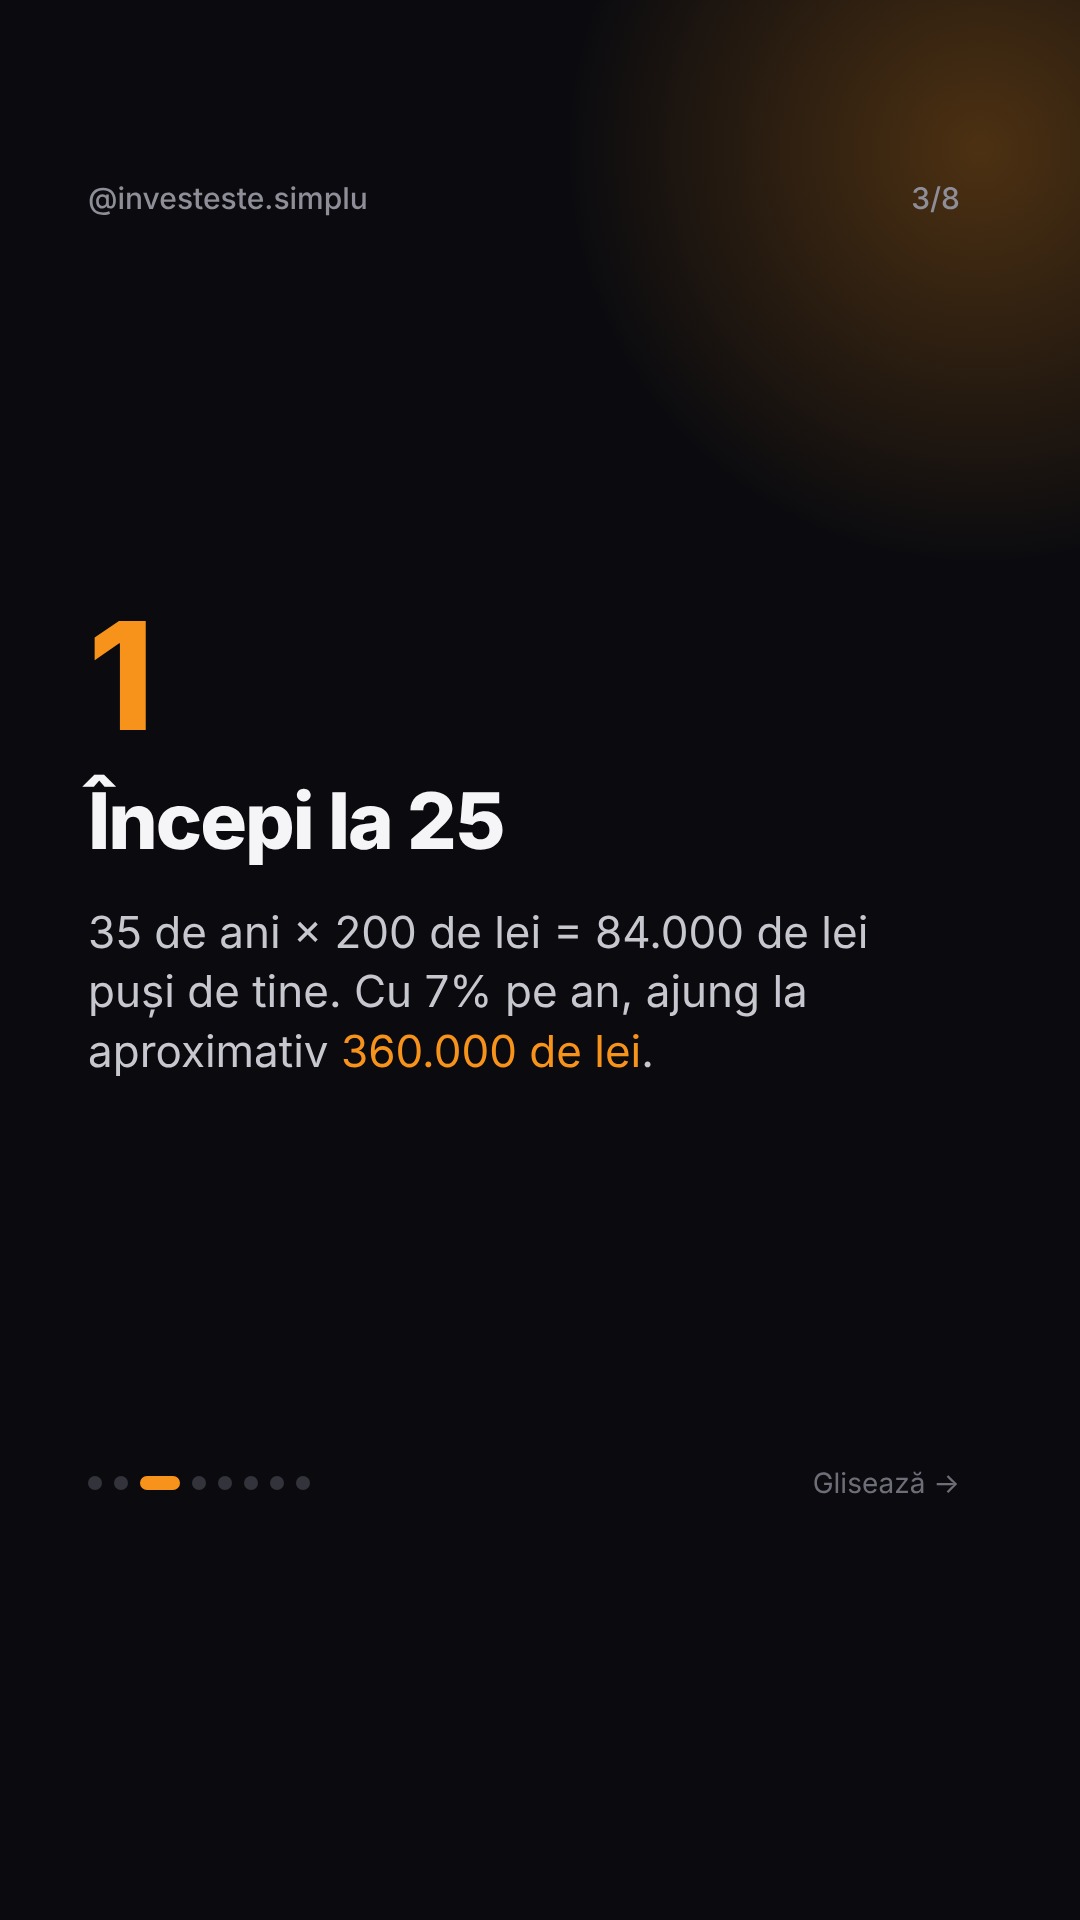 @investeste.simplu
3/8
1
Începi la 25
35 de ani × 200 de lei = 84.000 de lei
puși de tine. Cu 7% pe an, ajung la
aproximativ 360.000 de lei.
Glisează →